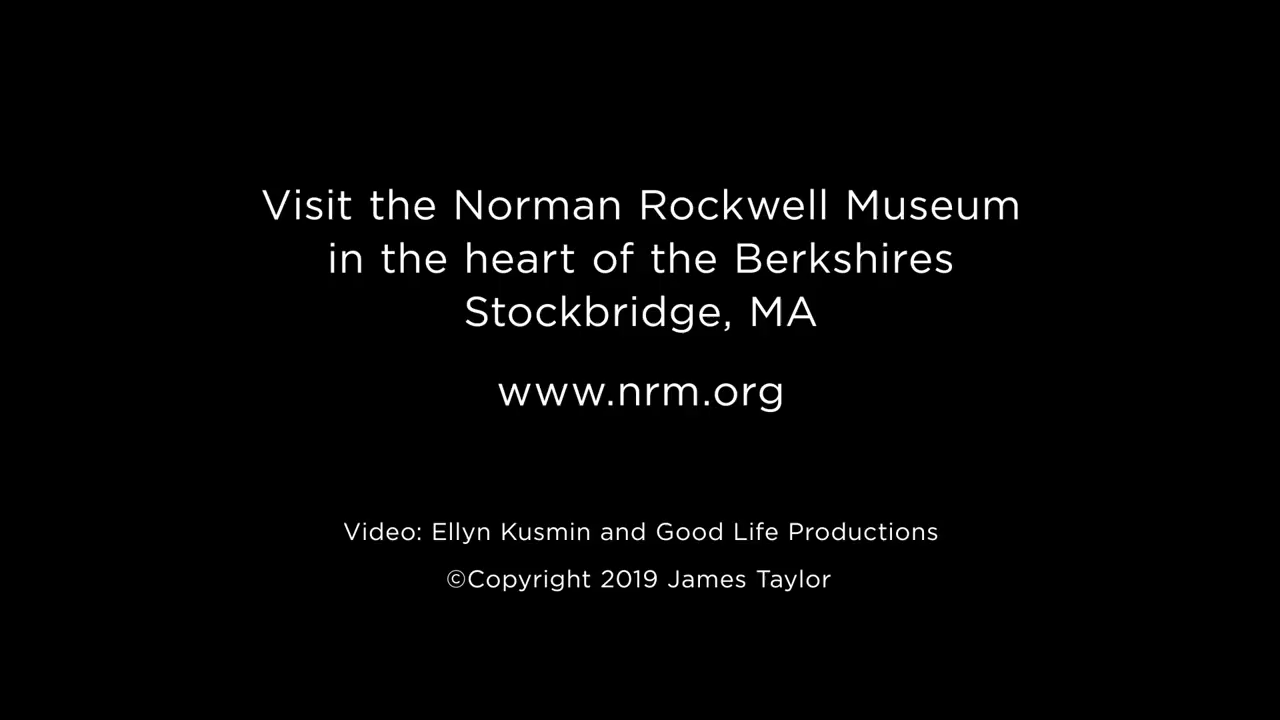 Visit the Norman Rockwell Museum
in the heart of the Berkshires
Stockbridge, MA
www.nrm.org
Video: Ellyn Kusmin and Good Life Productions
©Copyright 2019 James Taylor